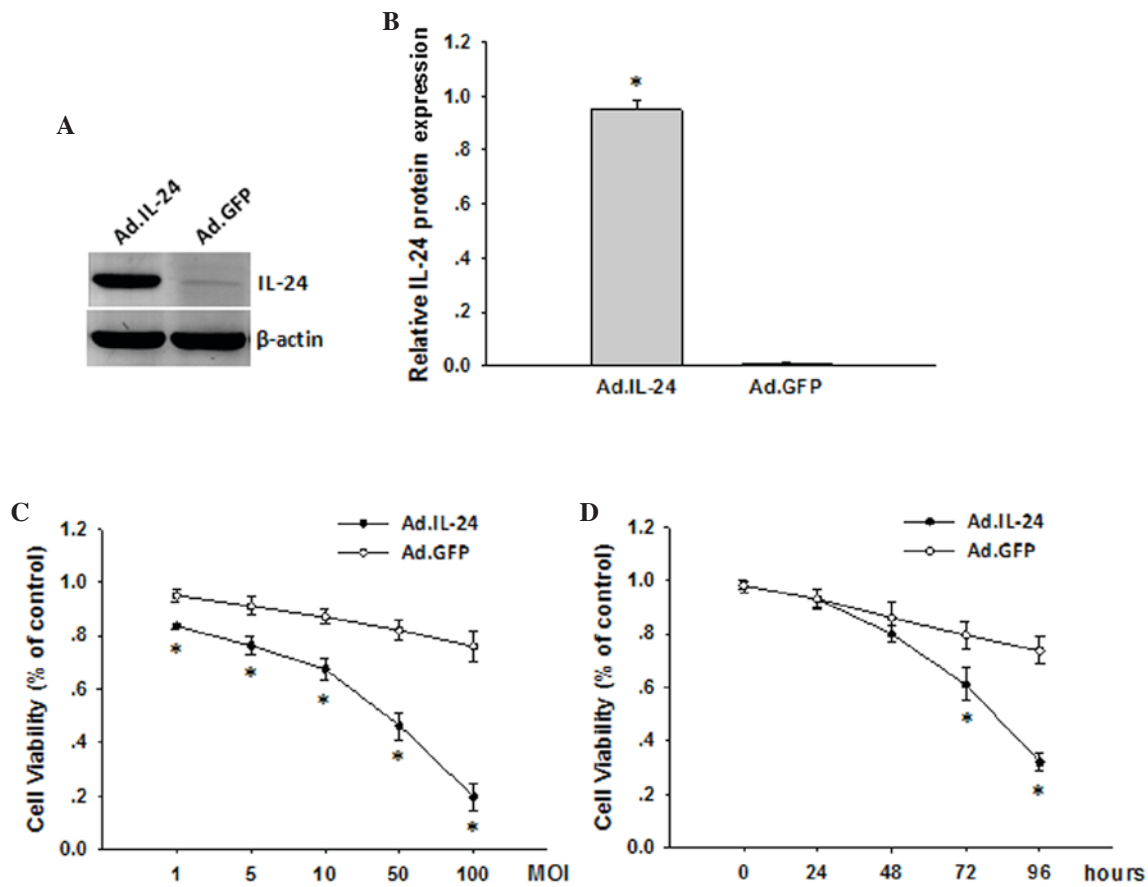 A
Ad.IL-24
Ad.GFP
IL-24
β-actin
B
Relative IL-24 protein expression
1.2
1.0
.8
.6
.4
.2
0.0
*
Ad.IL-24
Ad.GFP
C
Cell Viability (% of control)
1.2
1.0
.8
.6
.4
.2
0.0
Ad.IL-24
Ad.GFP
*
*
*
*
*
1
5
10
50
100
MOI
D
Cell Viability (% of control)
1.2
1.0
.8
.6
.4
.2
0.0
Ad.IL-24
Ad.GFP
*
*
0
24
48
72
96
hours